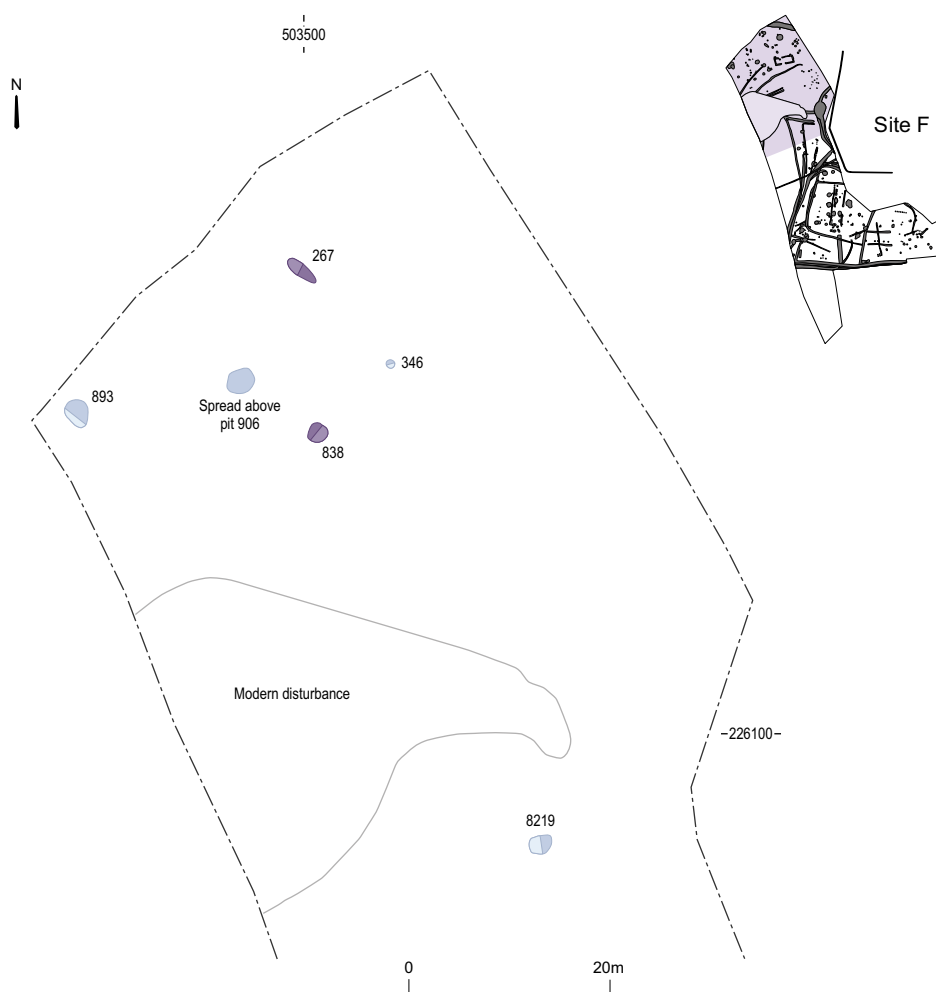 503500
N
Site F
267
346
893
Spread above
pit 906
838
Modern disturbance
226100
8219
0 20m